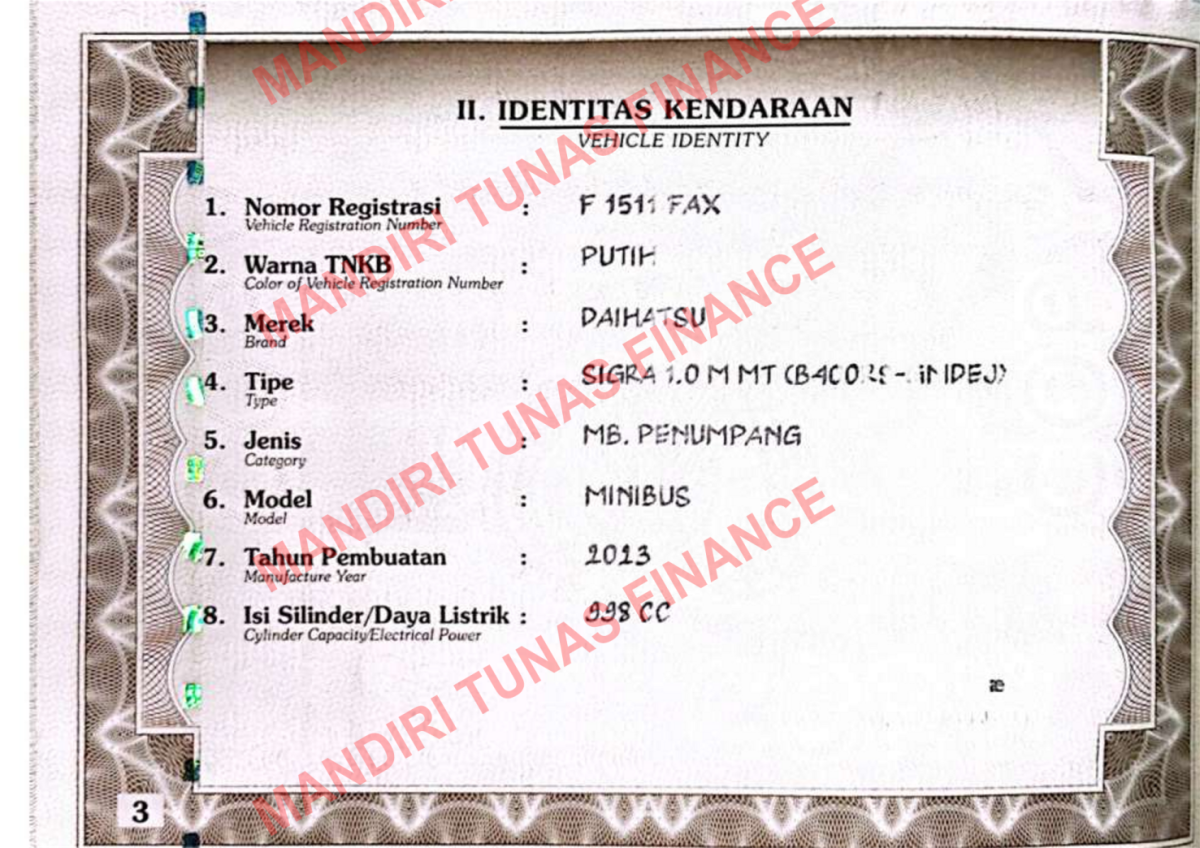 II. IDENTITAS KENDARAAN
VEHICLE IDENTITY
1. Nomor Registrasi : F 1511 FAX
Vehicle Registration Number
2. Warna TNKB : PUTIH
Color of Vehicle Registration Number
3. Merek : DAIHATSU
Brand
4. Tipe : SIGRA 1.0 M MT
Type
5. Jenis : MB. PENUMPANG
Category
6. Model : MINIBUS
Model
7. Tahun Pembuatan : 2023
Manufacture Year
8. Isi Silinder/Daya Listrik : 998 CC
Cylinder Capacity/Electrical Power
æ
3
MANDIRI TUNAS FINANCE
MANDIRI TUNAS FINANCE
MANDIRI TUNAS FINANCE
MANDIRI TUNAS FINANCE